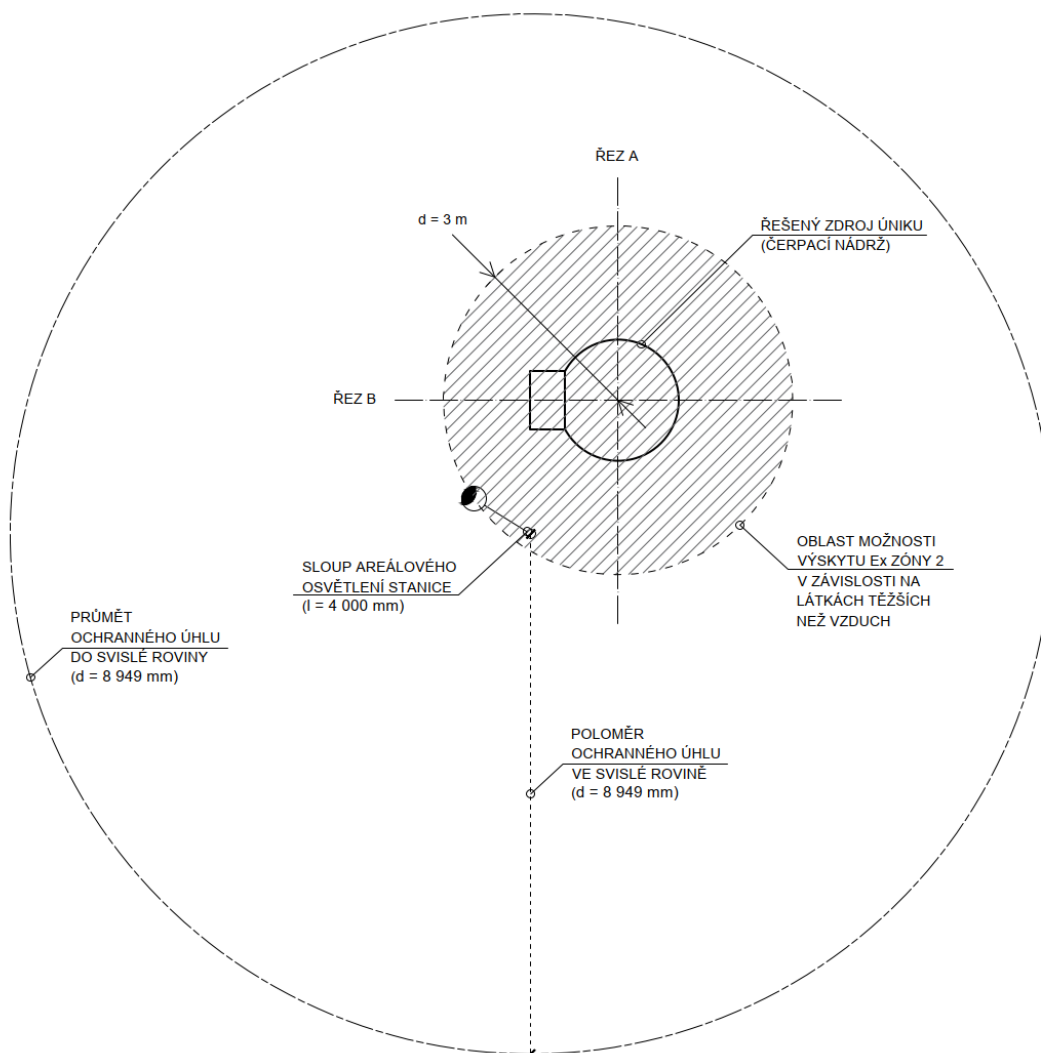 ŘEZ A
d = 3 m
ŘEŠENÝ ZDROJ ÚNIKU
(ČERPACÍ NÁDRŽ)
ŘEZ B
SLOUP AREÁLOVÉHO
OSVĚTLENÍ STANICE
(l = 4 000 mm)
OBLAST MOŽNOSTI
VÝSKYTU Ex ZÓNY 2
V ZÁVISLOSTI NA
LÁTKÁCH TĚŽŠÍCH
NEŽ VZDUCH
PRŮMĚT
OCHRANNÉHO ÚHLU
DO SVISLÉ ROVINY
(d = 8 949 mm)
POLOMĚR
OCHRANNÉHO ÚHLU
VE SVISLÉ ROVINĚ
(d = 8 949 mm)